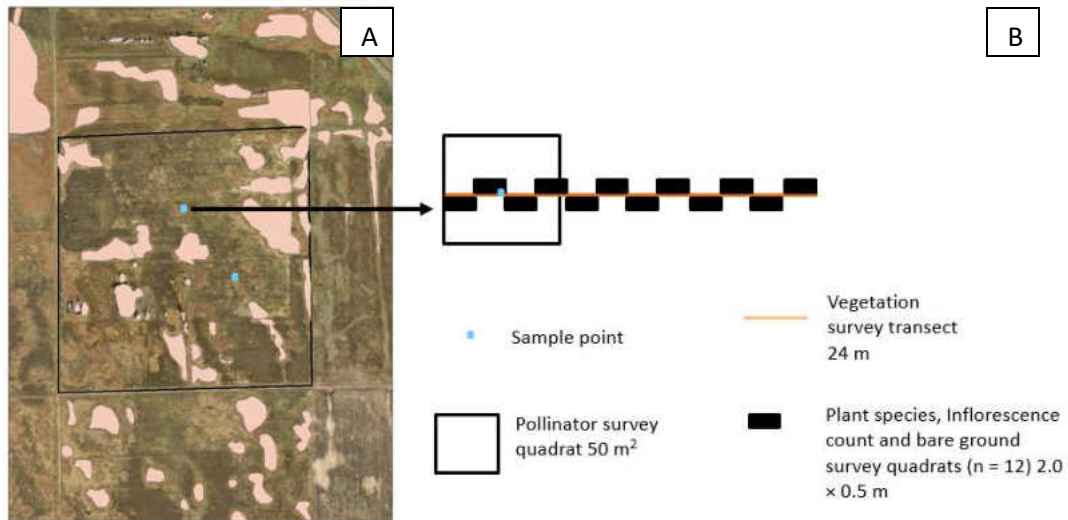 A
B
Sample point
Vegetation
survey transect
24 m
Pollinator survey
quadrat 50 m²
Plant species, Inflorescence
count and bare ground
survey quadrats (n = 12) 2.0
× 0.5 m